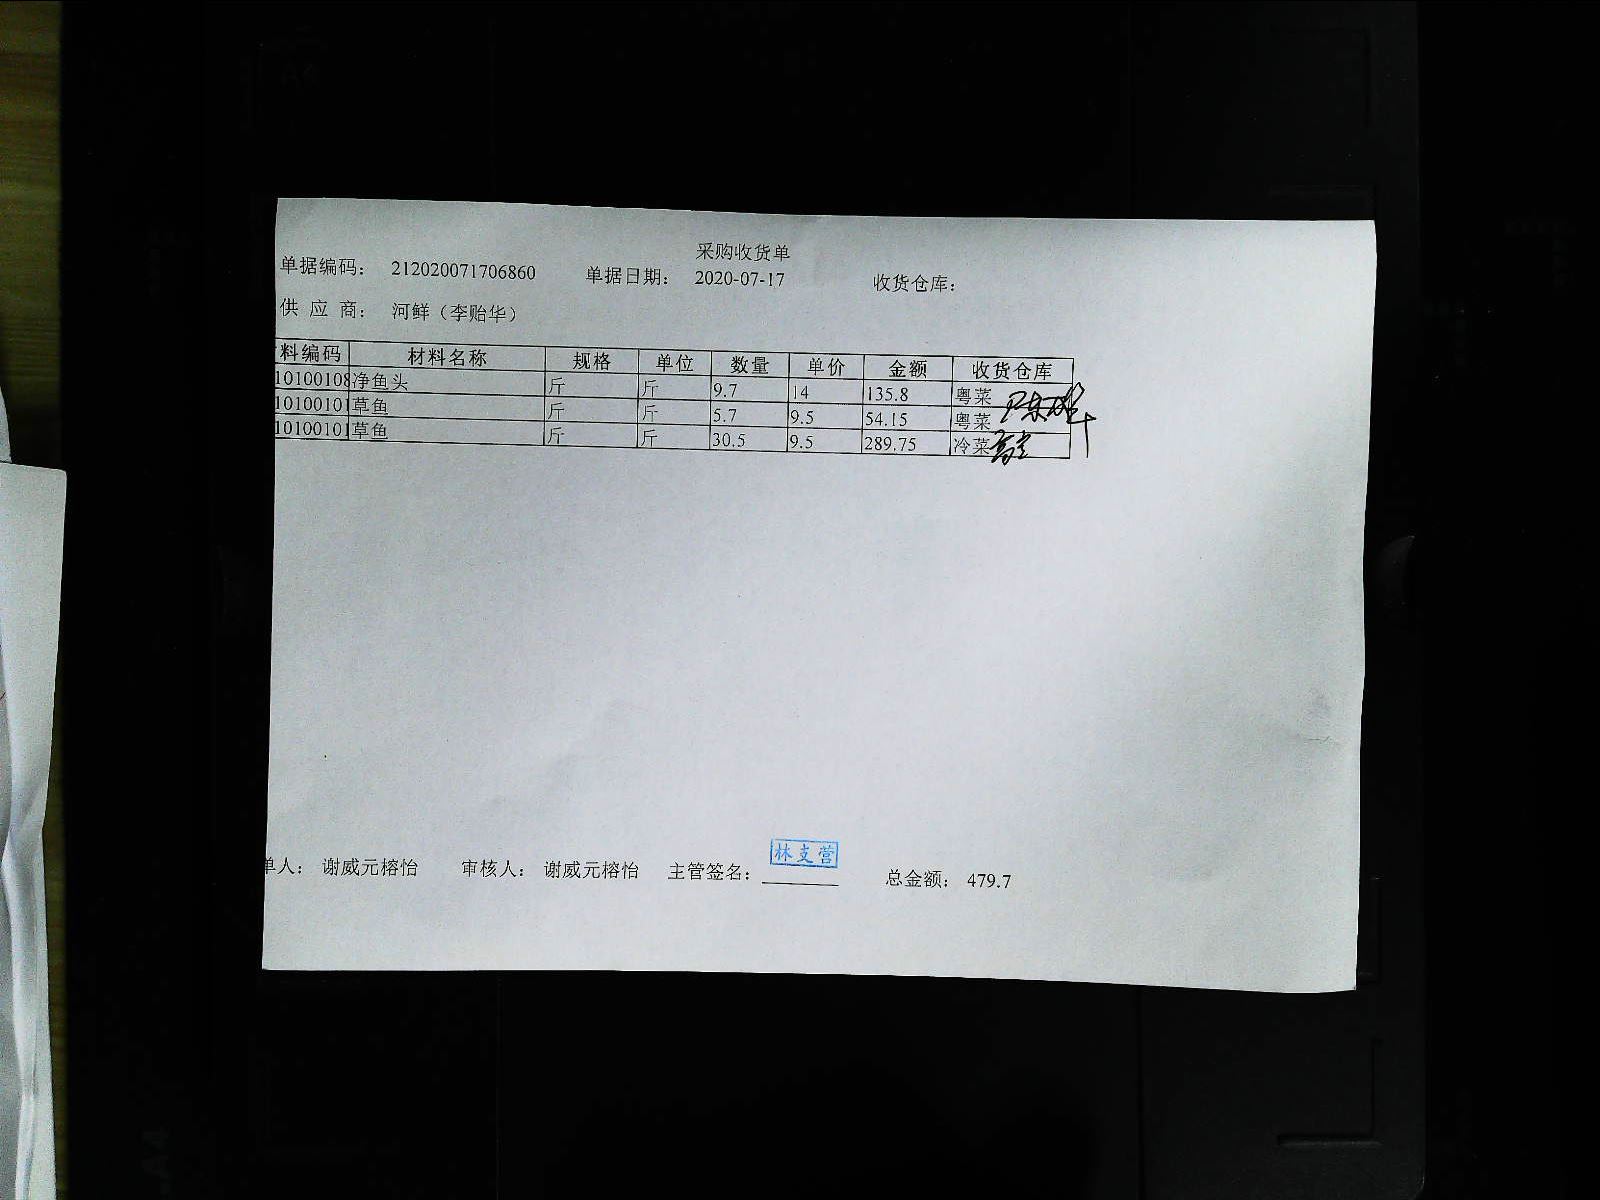 采购收货单
单据编码： 212020071706860 单据日期： 2020-07-17 收货仓库：
供 应 商： 河鲜（李贻华）
料编码 材料名称 规格 单位 数量 单价 金额 收货仓库
10100108 净鱼头 斤 斤 9.7 14 135.8 粤菜
1010010 草鱼 斤 斤 5.7 9.5 54.15 粤菜
1010010 草鱼 斤 斤 30.5 9.5 289.75 冷菜
单人： 谢威元榕怡 审核人： 谢威元榕怡 主管签名： 林支营 总金额： 479.7